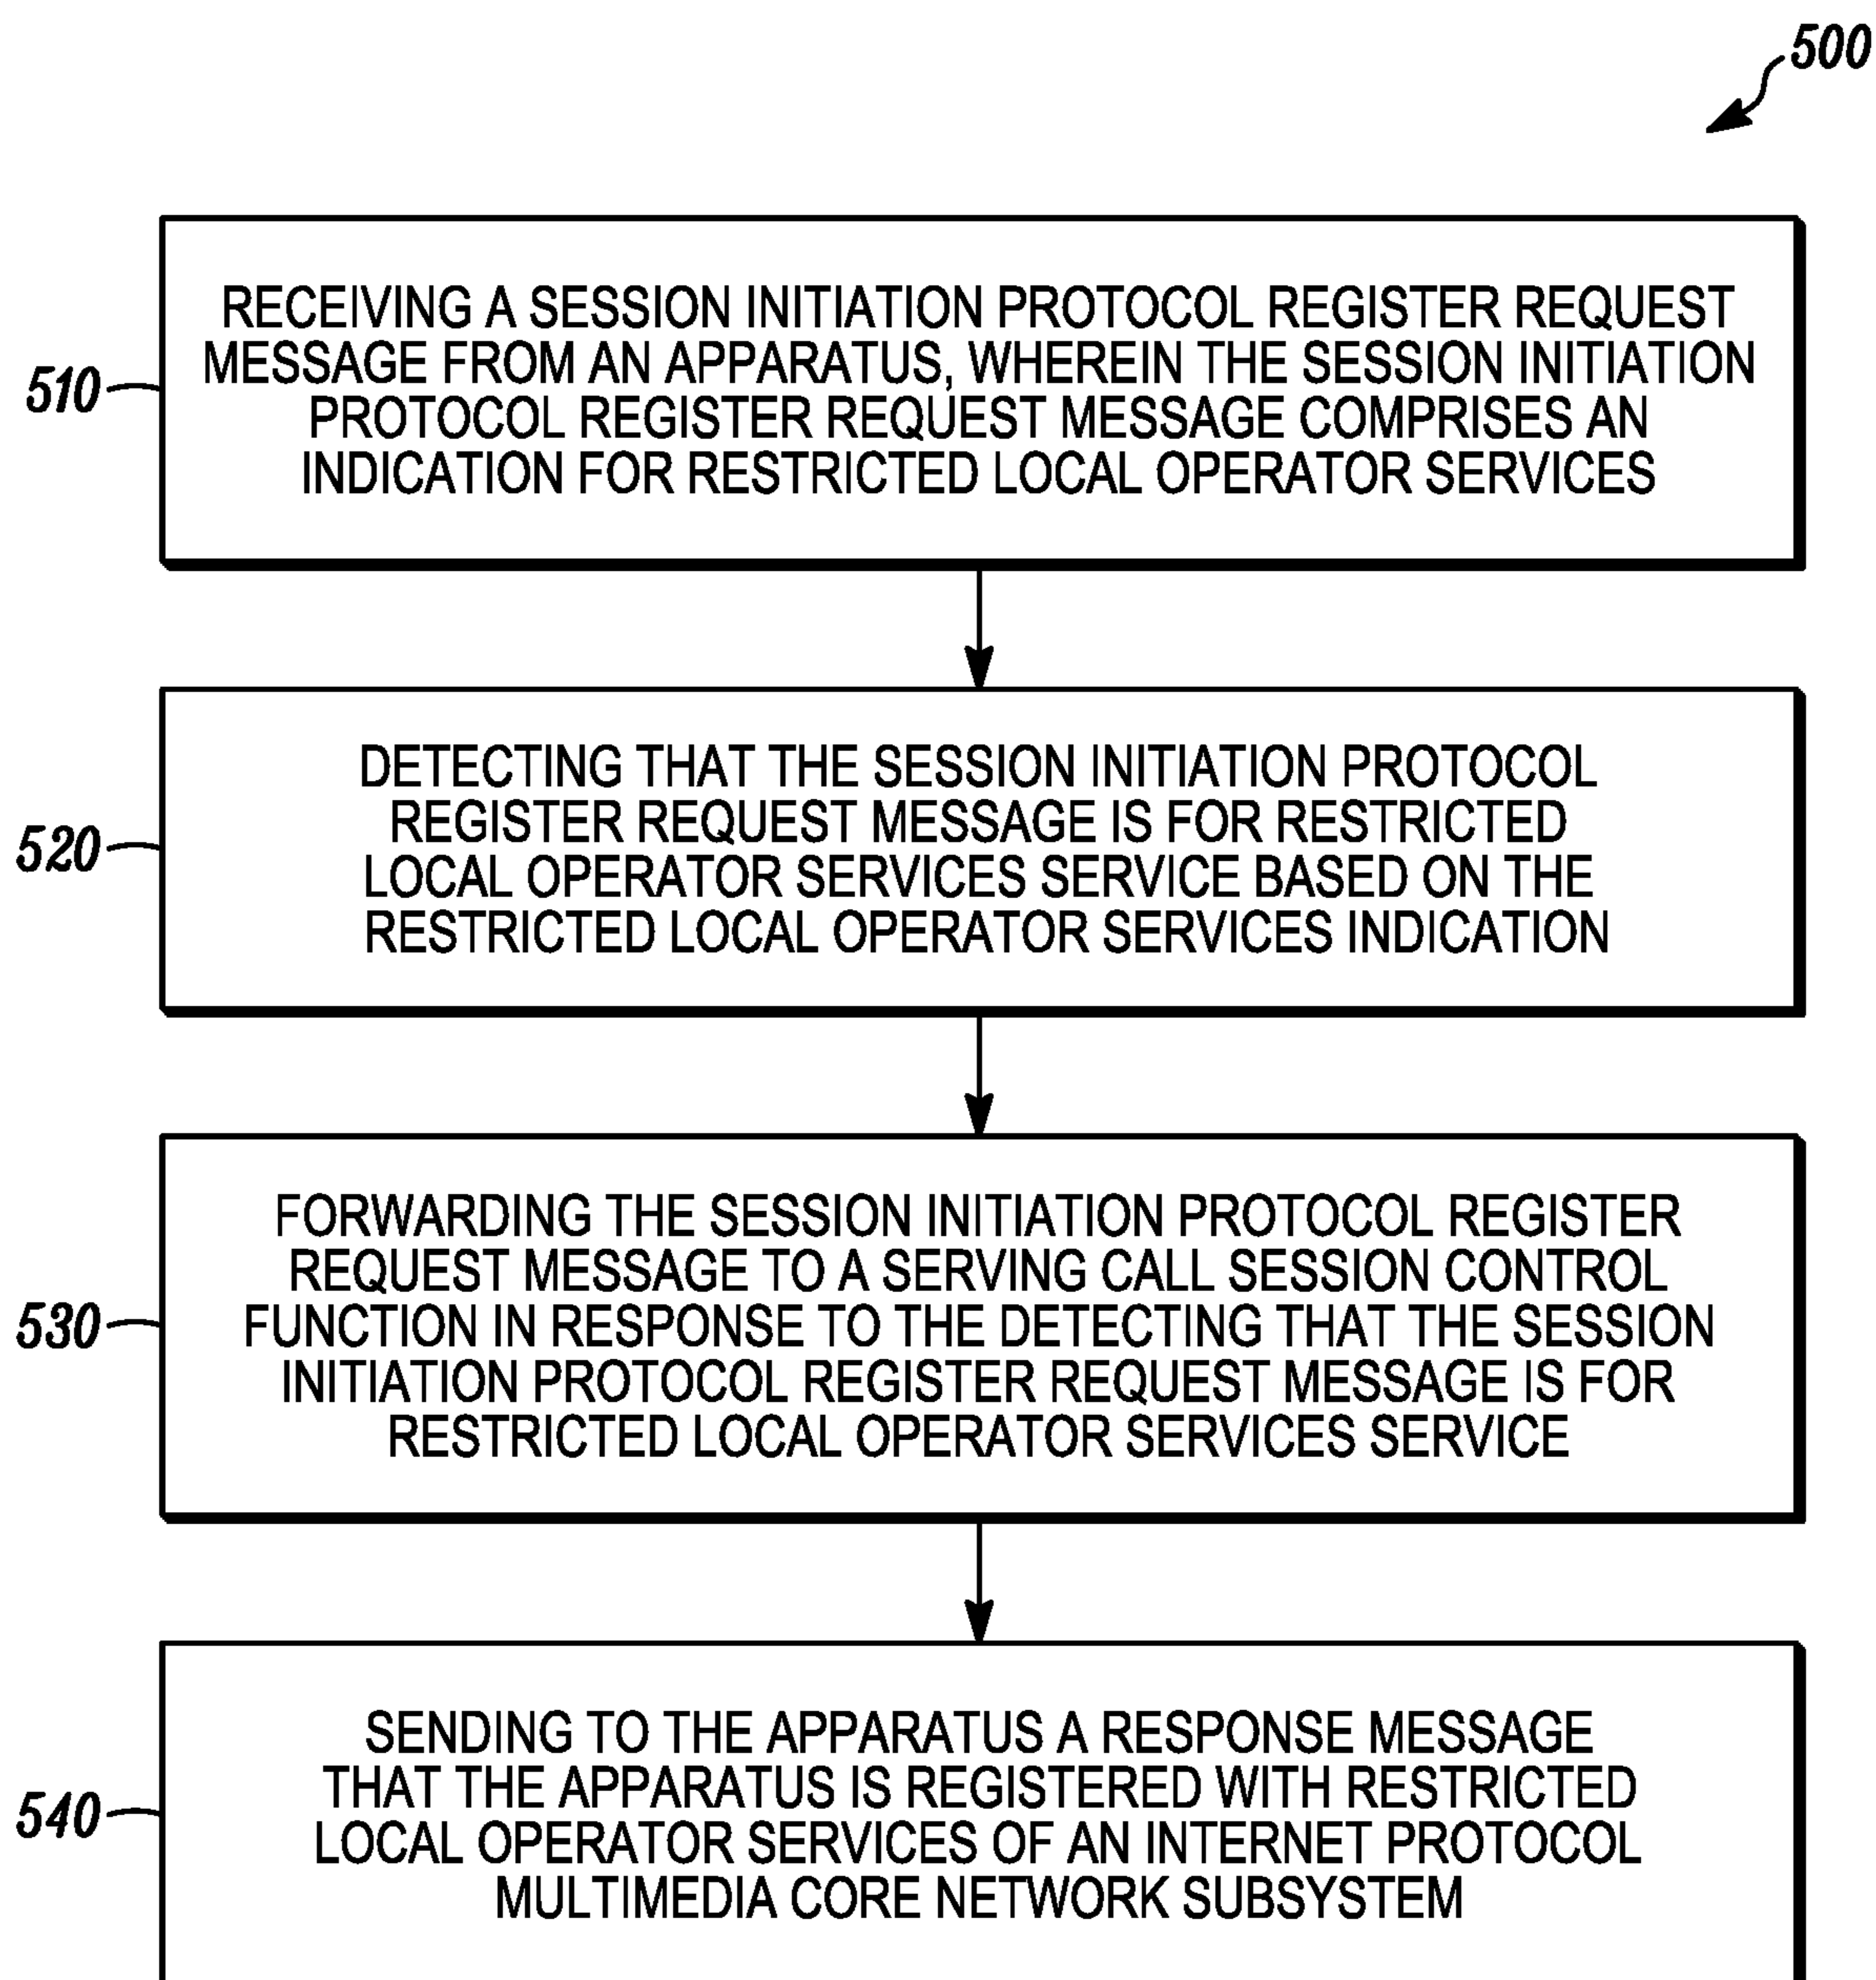 500
RECEIVING A SESSION INITIATION PROTOCOL REGISTER REQUEST
MESSAGE FROM AN APPARATUS, WHEREIN THE SESSION INITIATION
PROTOCOL REGISTER REQUEST MESSAGE COMPRISES AN
INDICATION FOR RESTRICTED LOCAL OPERATOR SERVICES
510
DETECTING THAT THE SESSION INITIATION PROTOCOL
REGISTER REQUEST MESSAGE IS FOR RESTRICTED
LOCAL OPERATOR SERVICES SERVICE BASED ON THE
RESTRICTED LOCAL OPERATOR SERVICES INDICATION
520
FORWARDING THE SESSION INITIATION PROTOCOL REGISTER
REQUEST MESSAGE TO A SERVING CALL SESSION CONTROL
FUNCTION IN RESPONSE TO THE DETECTING THAT THE SESSION
INITIATION PROTOCOL REGISTER REQUEST MESSAGE IS FOR
RESTRICTED LOCAL OPERATOR SERVICES SERVICE
530
SENDING TO THE APPARATUS A RESPONSE MESSAGE
THAT THE APPARATUS IS REGISTERED WITH RESTRICTED
LOCAL OPERATOR SERVICES OF AN INTERNET PROTOCOL
MULTIMEDIA CORE NETWORK SUBSYSTEM
540